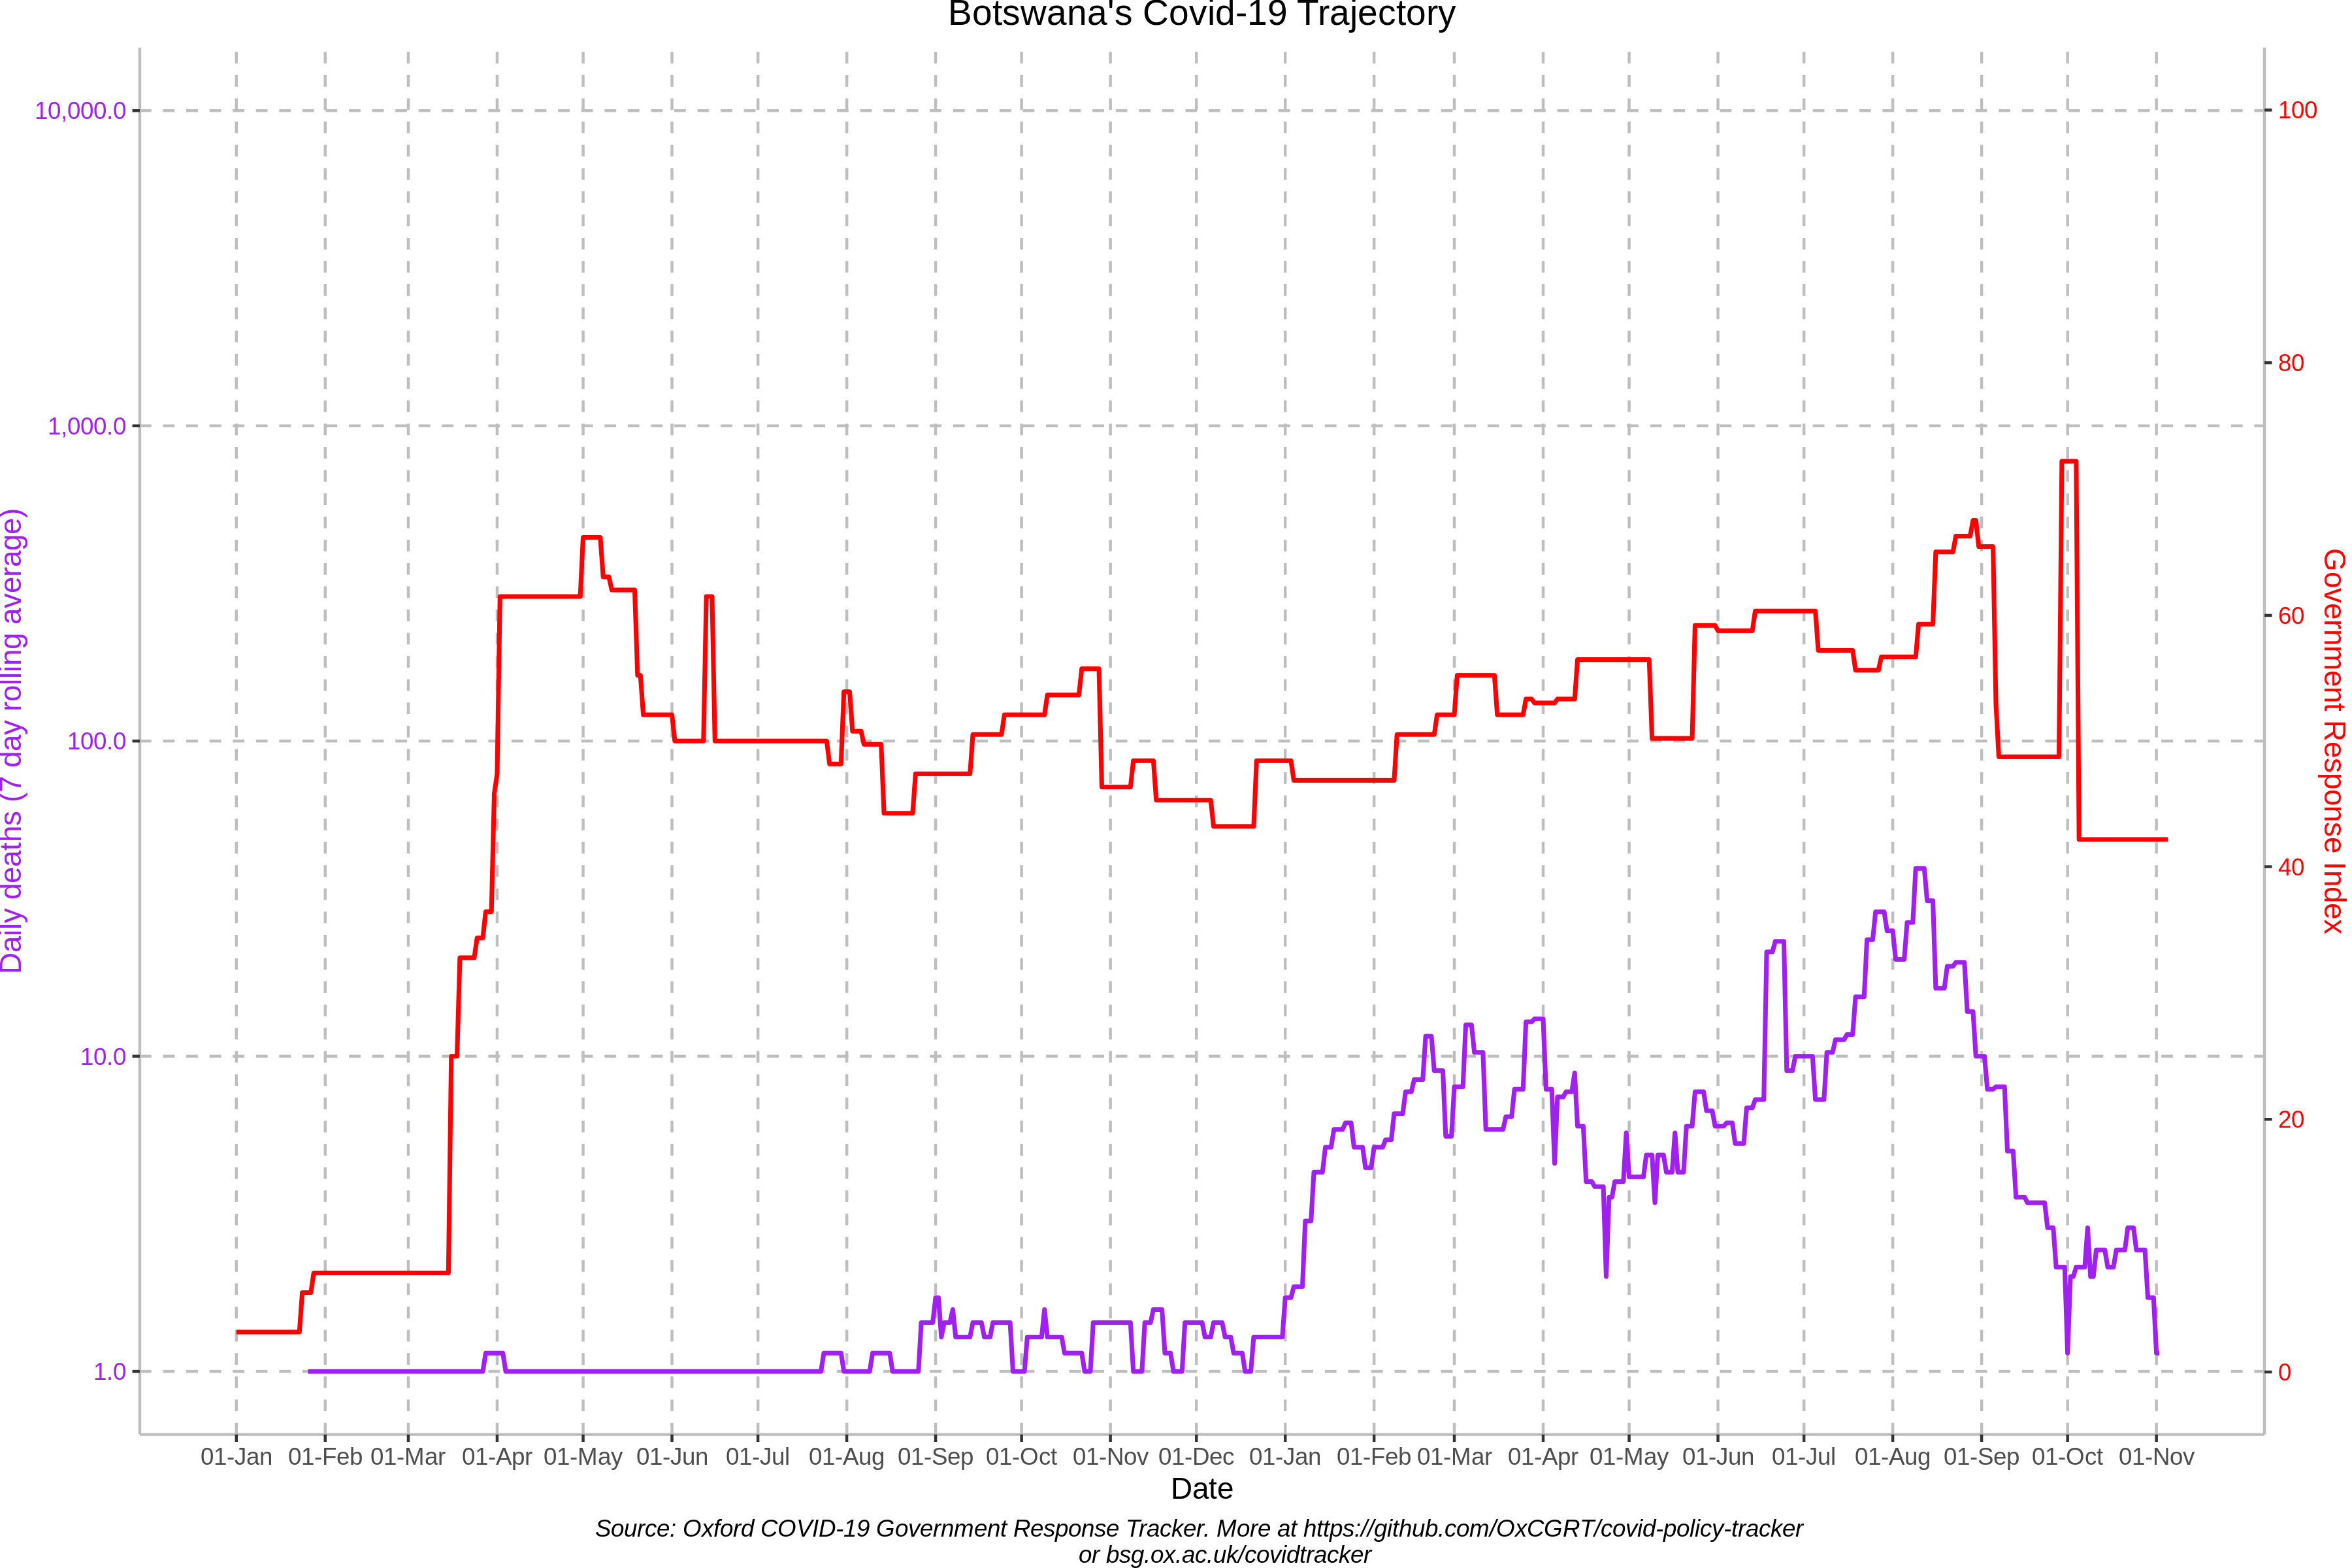 Botswana's Covid-19 Trajectory
10,000.0
1,000.0
100.0
10.0
1.0
Daily deaths (7 day rolling average)
100
80
60
40
20
0
Government Response Index
01-Jan 01-Feb 01-Mar 01-Apr 01-May 01-Jun 01-Jul 01-Aug 01-Sep 01-Oct 01-Nov 01-Dec 01-Jan 01-Feb 01-Mar 01-Apr 01-May 01-Jun 01-Jul 01-Aug 01-Sep 01-Oct 01-Nov
Date
Source: Oxford COVID-19 Government Response Tracker. More at https://github.com/OxCGRT/covid-policy-tracker
or bsg.ox.ac.uk/covidtracker